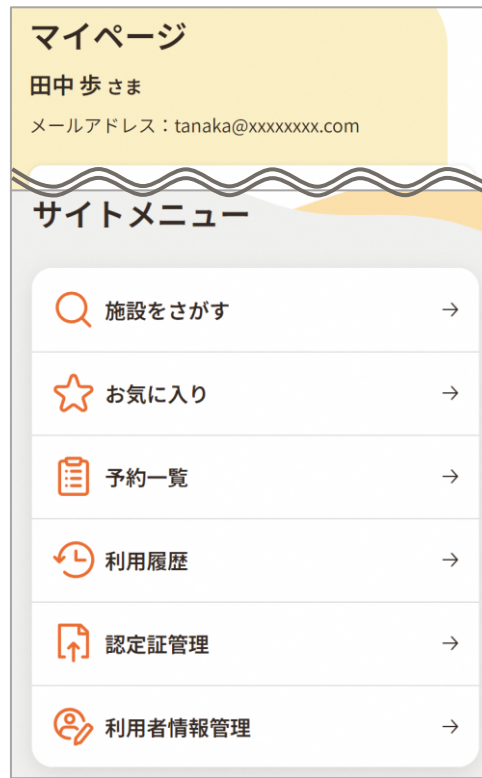 マイページ
田中 歩 さま
メールアドレス：tanaka@xxxxxxxx.com
サイトメニュー
施設をさがす
お気に入り
予約一覧
利用履歴
認定証管理
利用者情報管理